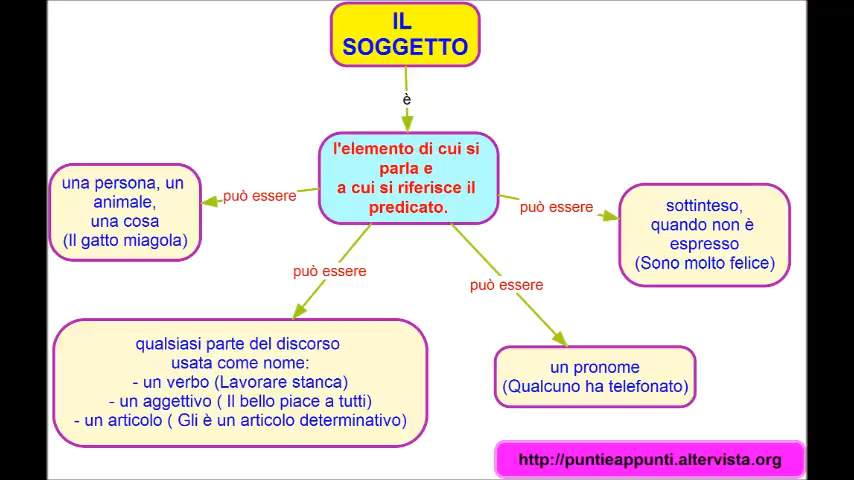 IL
SOGGETTO
è
l'elemento di cui si
parla e
a cui si riferisce il
predicato.
può essere
una persona, un
animale,
una cosa
(Il gatto miagola)
può essere
sottinteso,
quando non è
espresso
(Sono molto felice)
può essere
qualsiasi parte del discorso
usata come nome:
- un verbo (Lavorare stanca)
- un aggettivo ( Il bello piace a tutti)
- un articolo ( Gli è un articolo determinativo)
può essere
un pronome
(Qualcuno ha telefonato)
http://puntieappunti.altervista.org